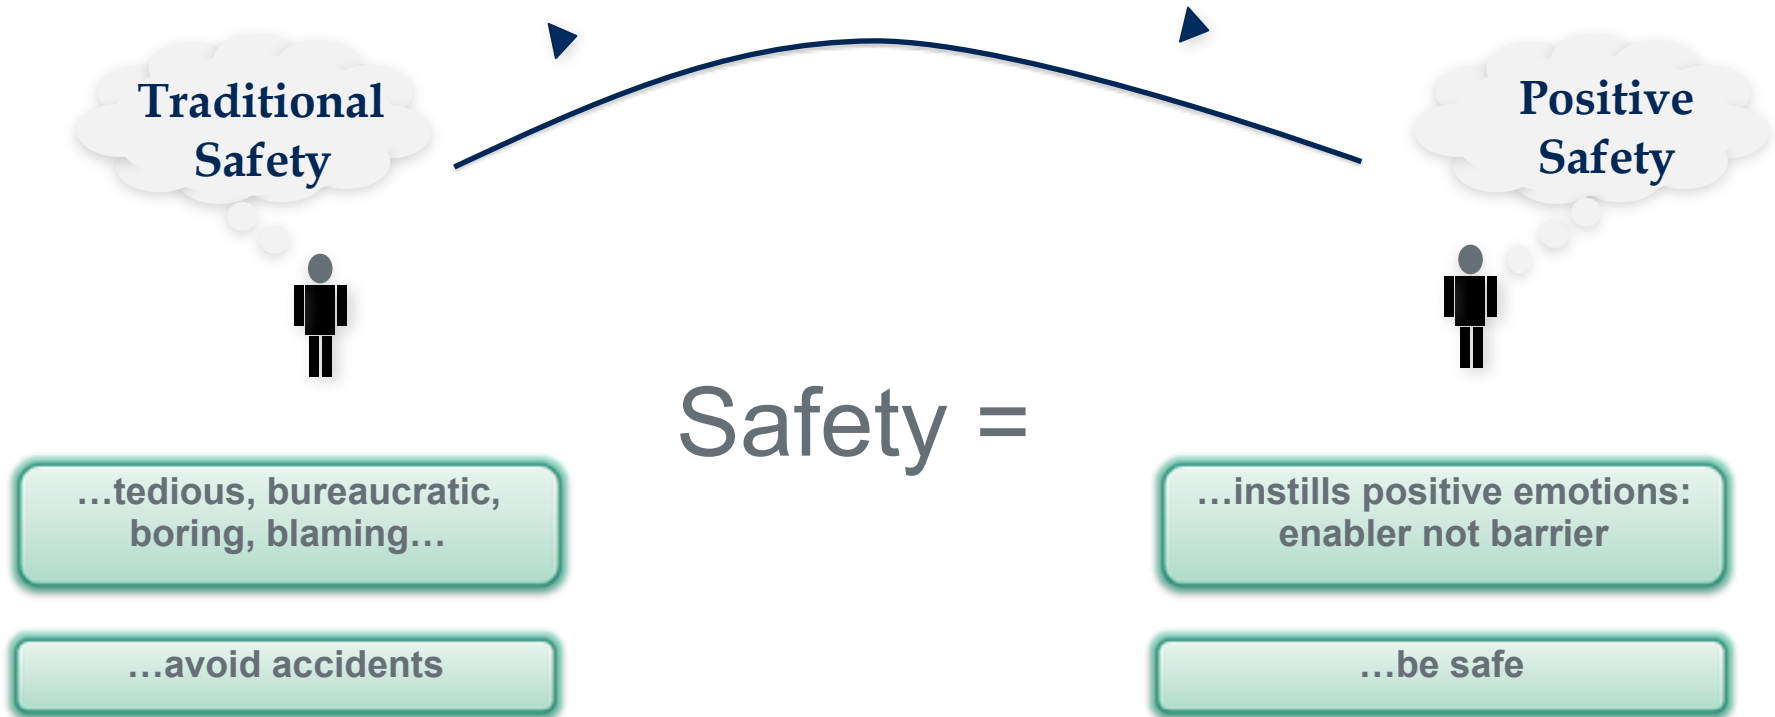 Traditional
Safety
Positive
Safety
Safety =
…tedious, bureaucratic,
boring, blaming…
…instills positive emotions:
enabler not barrier
…avoid accidents
…be safe